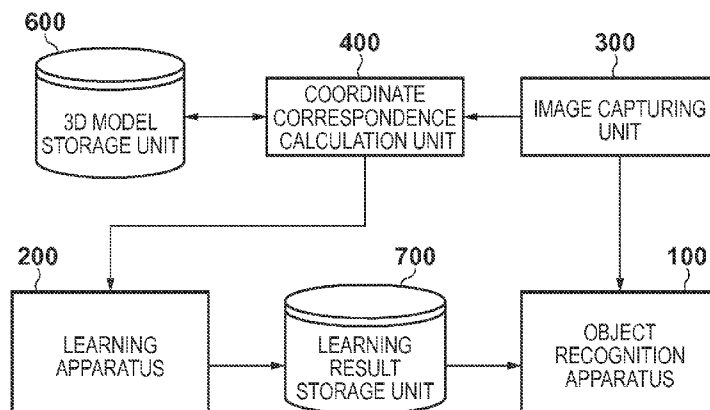 600
3D MODEL
STORAGE UNIT
400
COORDINATE
CORRESPONDENCE
CALCULATION UNIT
300
IMAGE CAPTURING
UNIT
200
LEARNING
APPARATUS
700
LEARNING
RESULT
STORAGE UNIT
100
OBJECT
RECOGNITION
APPARATUS